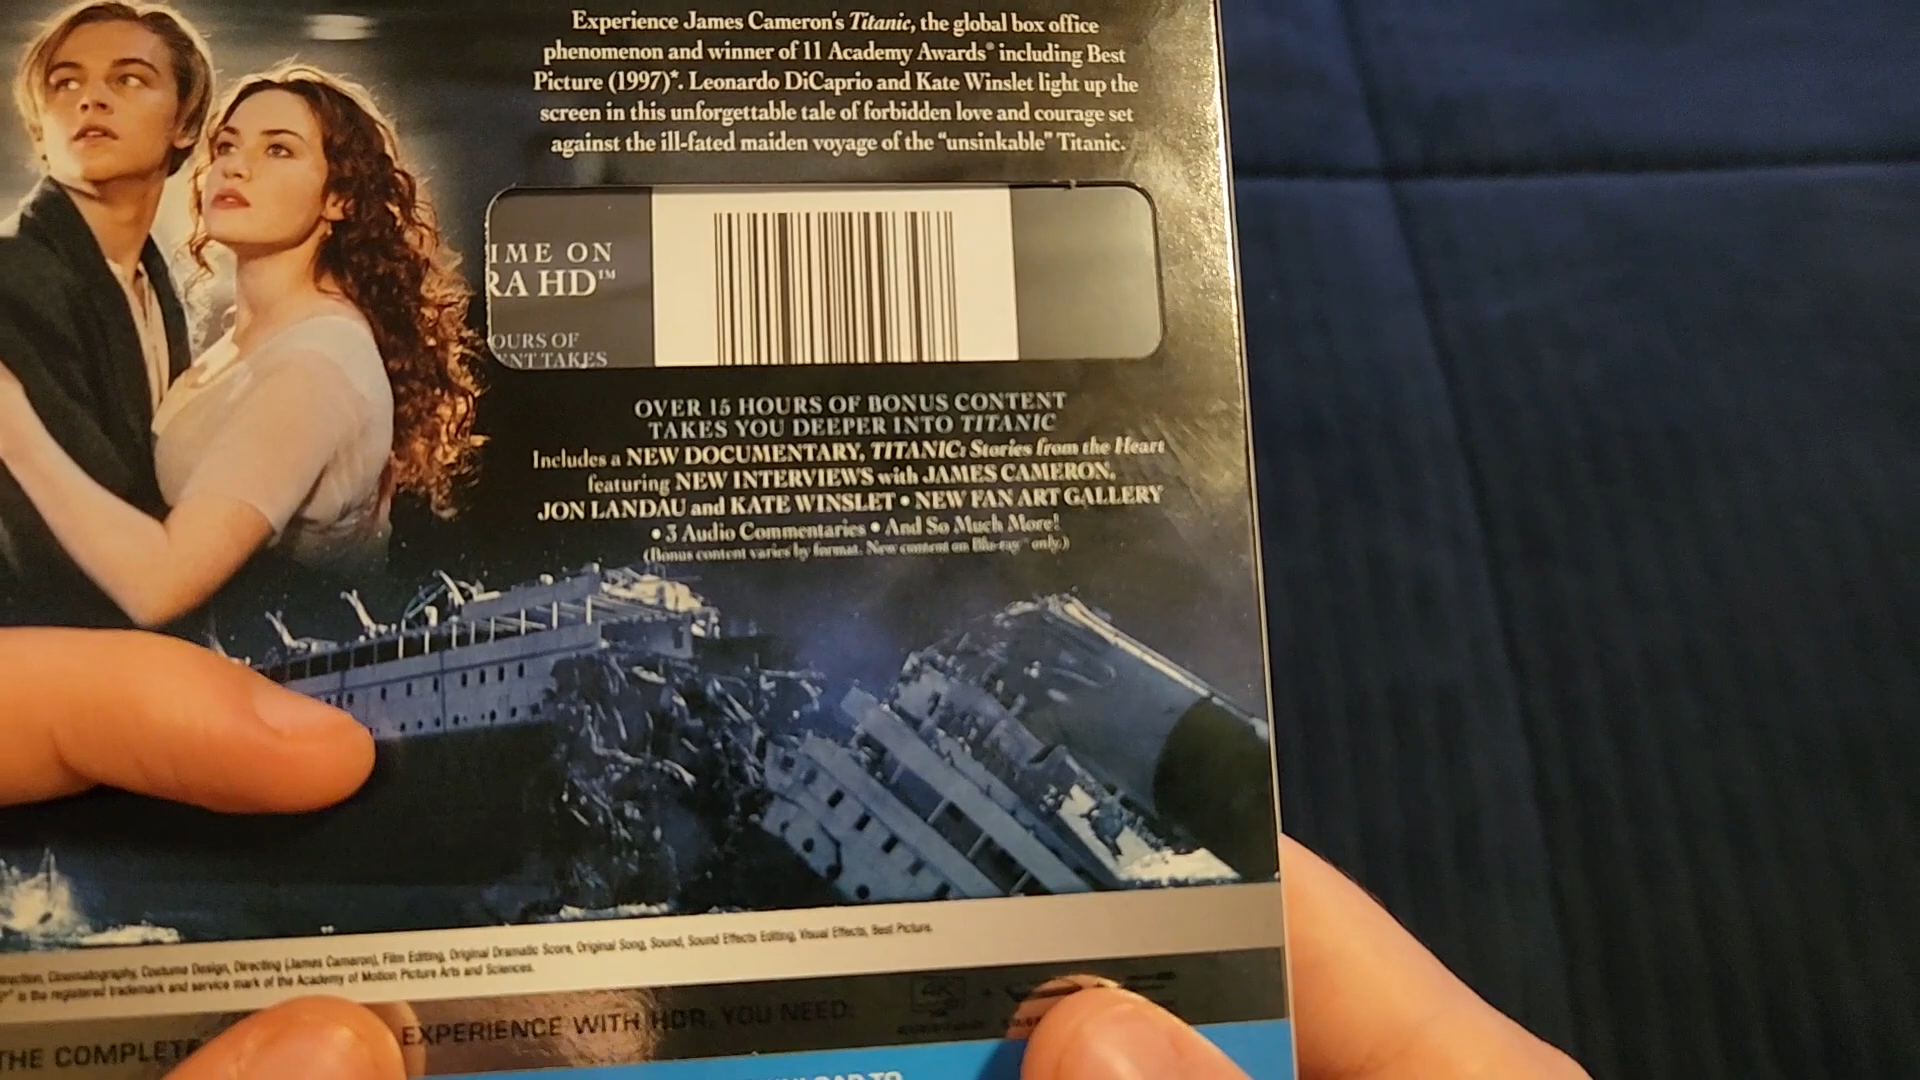 Experience James Cameron's Titanic, the global box office
phenomenon and winner of 11 Academy Awards® including Best
Picture (1997)*. Leonardo DiCaprio and Kate Winslet light up the
screen in this unforgettable tale of forbidden love and courage set
against the ill-fated maiden voyage of the “unsinkable” Titanic.
IME ON
RA HD™
OURS OF
ENT TAKES
OVER 15 HOURS OF BONUS CONTENT
TAKES YOU DEEPER INTO TITANIC
Includes a NEW DOCUMENTARY, TITANIC: Stories from the Heart
featuring NEW INTERVIEWS with JAMES CAMERON,
JON LANDAU and KATE WINSLET • NEW FAN ART GALLERY
• 3 Audio Commentaries • And So Much More!
(Bonus content varies by format. New content on Blu-ray™ only.)
Cinematography, Costume Design, Directing (James Cameron), Film Editing, Original Dramatic Score, Original Song, Sound, Sound Effects Editing, Visual Effects, Best Picture.
is the registered trademark and service mark of the Academy of Motion Picture Arts and Sciences.
THE COMPLETE EXPERIENCE WITH HDR, YOU NEED:
4K